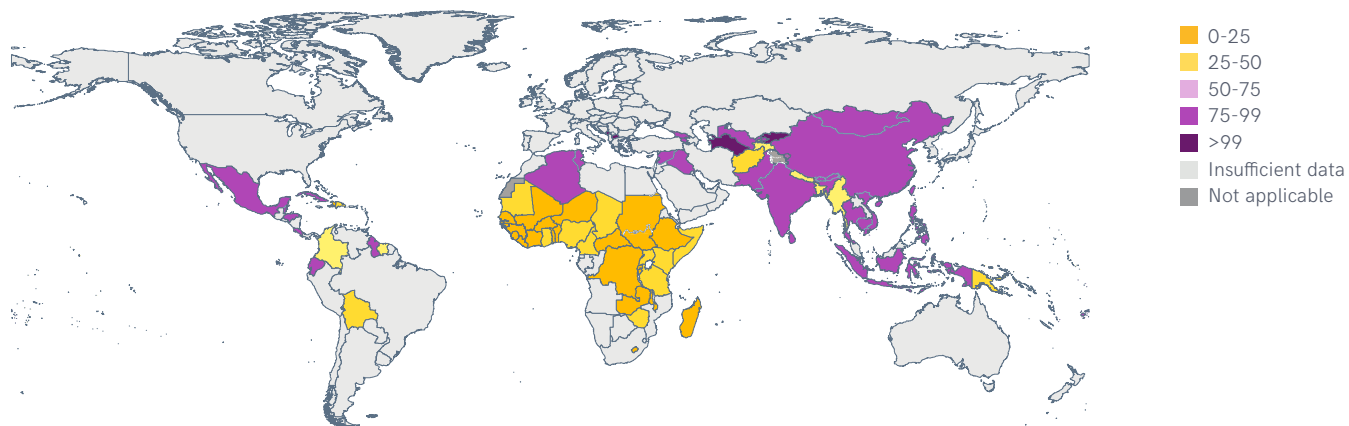 0-25
25-50
50-75
75-99
>99
Insufficient data
Not applicable